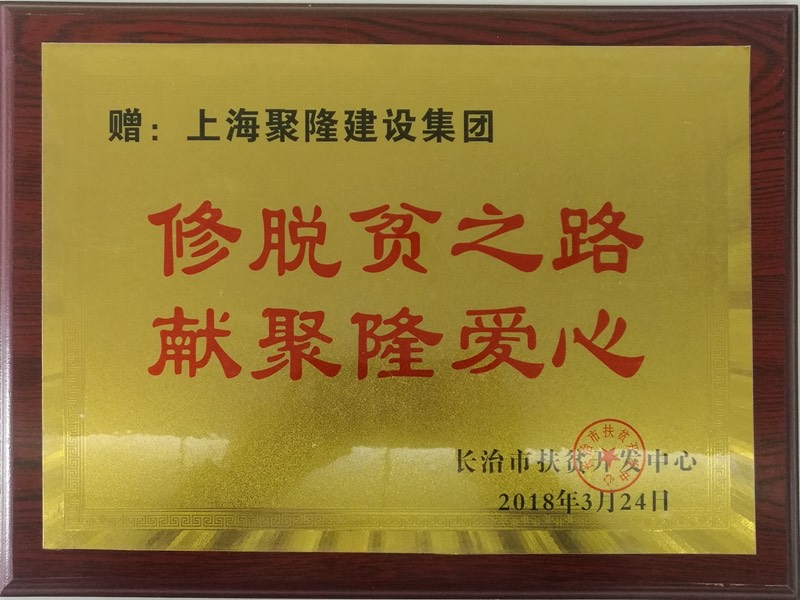 赠：上海聚隆建设集团
修脱贫之路
献聚隆爱心
长治市扶贫开发中心
2018年3月24日